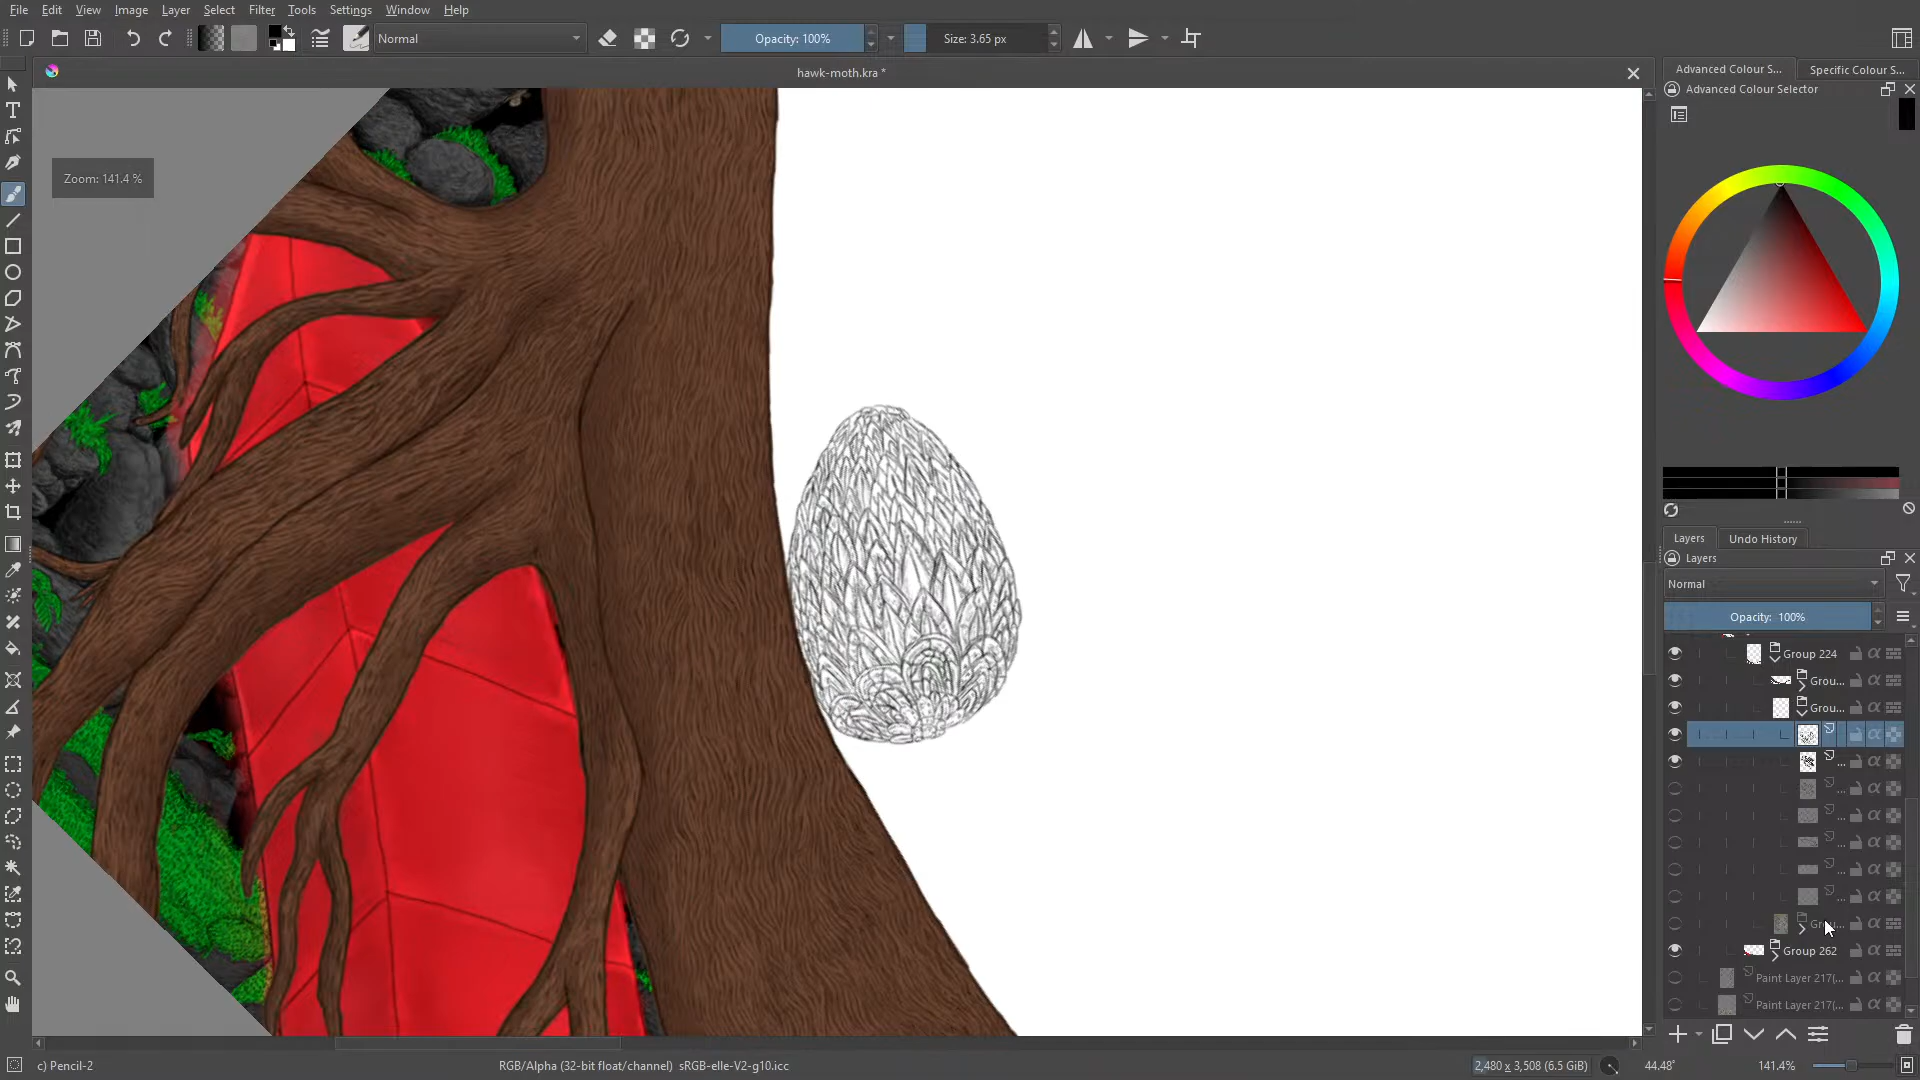 File Edit View Image Layer Select Filter Tools Settings Window Help
Normal
Opacity: 100%
Size: 3.65 px
hawk-moth.kra *
Advanced Colour S...
Specific Colour S...
Advanced Colour Selector
Zoom: 141.4 %
Layers
Undo History
Layers
Normal
Opacity: 100%
Group 224
Grou...
Grou...
...
...
...
...
...
...
Group 262
Paint Layer 217(...
Paint Layer 217(...
c) Pencil-2
RGB/Alpha (32-bit float/channel) sRGB-elle-V2-g10.icc
2,480 x 3,508 (6.5 GiB)
44.48°
141.4%